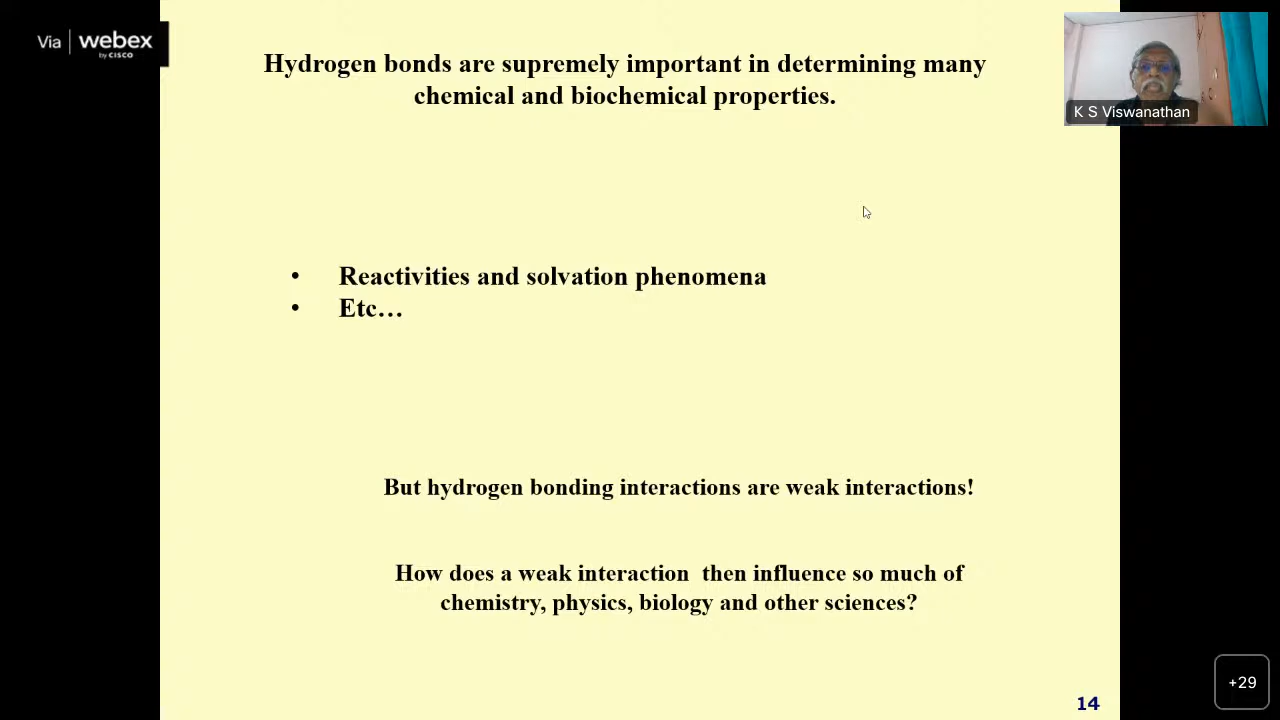 Via webex
by CISCO
Hydrogen bonds are supremely important in determining many
chemical and biochemical properties.
K S Viswanathan
• Reactivities and solvation phenomena
• Etc…
But hydrogen bonding interactions are weak interactions!
How does a weak interaction then influence so much of
chemistry, physics, biology and other sciences?
+29
14